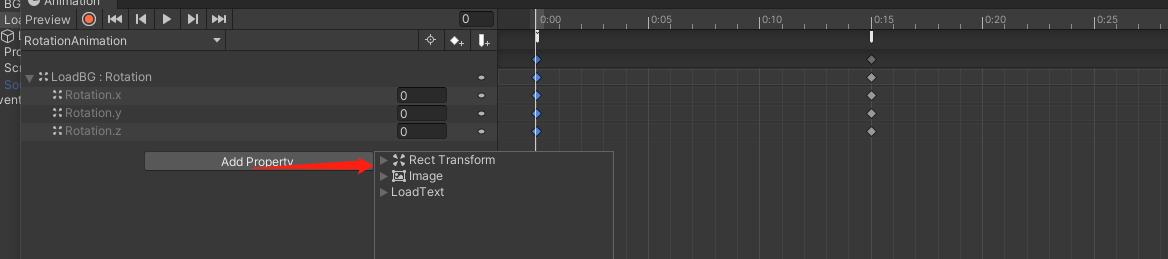 BG
Animation
Loa
Preview
0
0:00
0:05
0:10
0:15
0:20
0:25
RotationAnimation
Pro
Scr
LoadBG : Rotation
Sou
Rotation.x
0
vent
Rotation.y
0
Rotation.z
0
Add Property
Rect Transform
Image
LoadText